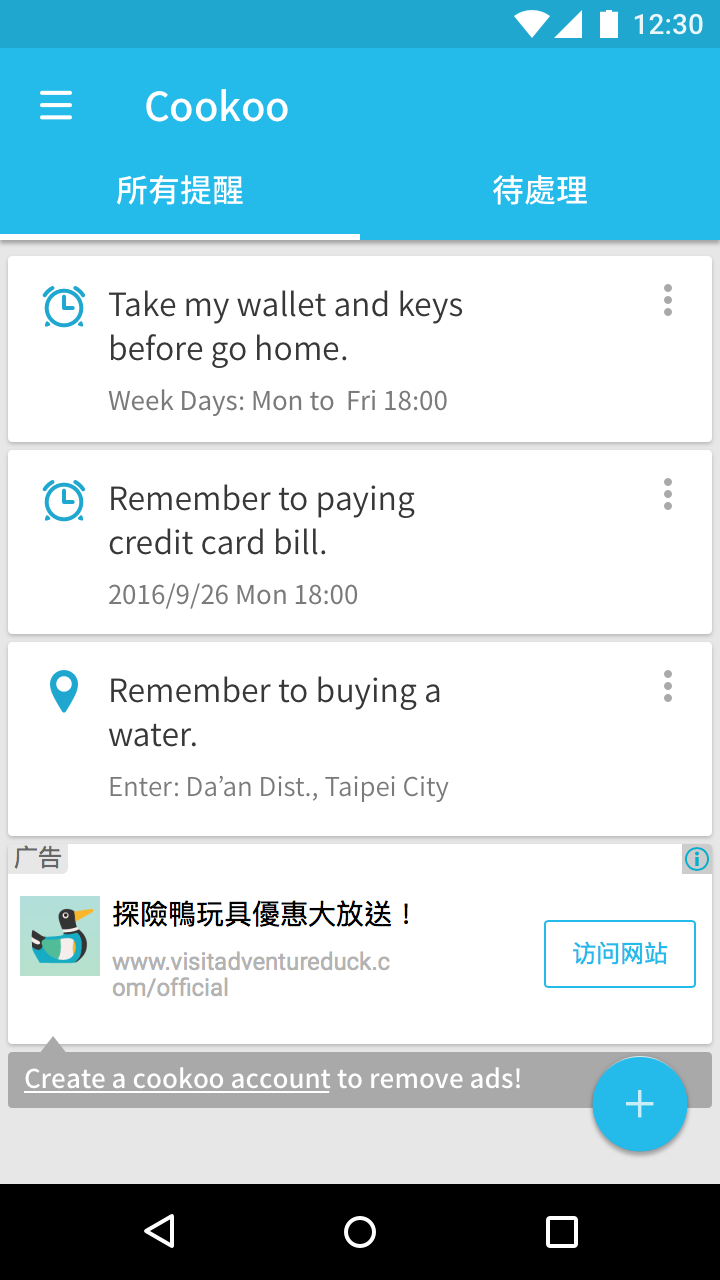 12:30
Cookoo
所有提醒
待處理
Take my wallet and keys
before go home.
Week Days: Mon to  Fri 18:00
Remember to paying
credit card bill.
2016/9/26 Mon 18:00
Remember to buying a
water.
Enter: Da’an Dist., Taipei City
广告
探險鴨玩具優惠大放送！
www.visitadventureduck.c
om/official
访问网站
Create a cookoo account to remove ads!